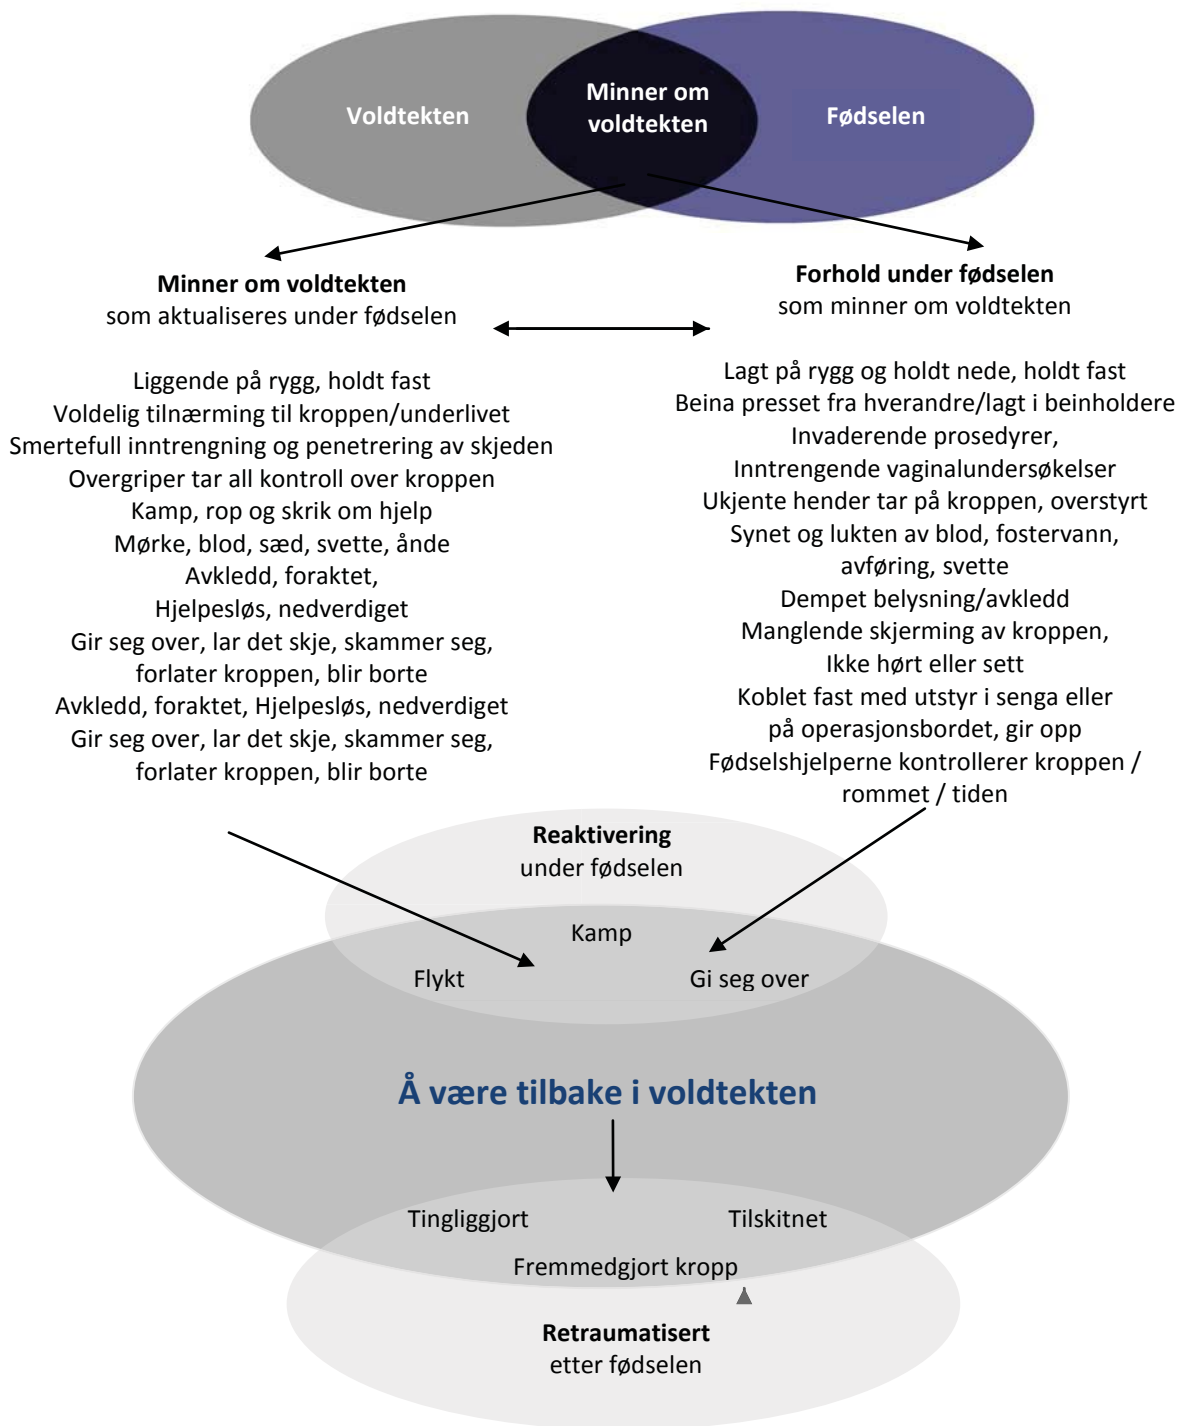 Voldtekten
Minner om
voldtekten
Fødselen
Minner om voldtekten
som aktualiseres under fødselen
Liggende på rygg, holdt fast
Voldelig tilnærming til kroppen/underlivet
Smertefull inntrengning og penetrering av skjeden
Overgriper tar all kontroll over kroppen
Kamp, rop og skrik om hjelp
Mørke, blod, sæd, svette, ånde
Avkledd, foraktet,
Hjelpesløs, nedverdiget
Gir seg over, lar det skje, skammer seg,
forlater kroppen, blir borte
Avkledd, foraktet, Hjelpesløs, nedverdiget
Gir seg over, lar det skje, skammer seg,
forlater kroppen, blir borte
Forhold under fødselen
som minner om voldtekten
Lagt på rygg og holdt nede, holdt fast
Beina presset fra hverandre/lagt i beinholdere
Invaderende prosedyrer,
Inntrengende vaginalundersøkelser
Ukjente hender tar på kroppen, overstyrt
Synet og lukten av blod, fostervann,
avføring, svette
Dempet belysning/avkledd
Manglende skjerming av kroppen,
Ikke hørt eller sett
Koblet fast med utstyr i senga eller
på operasjonsbordet, gir opp
Fødselshjelperne kontrollerer kroppen /
rommet / tiden
Reaktivering
under fødselen
Kamp
Flykt
Gi seg over
Å være tilbake i voldtekten
Tingliggjort
Tilskitnet
Fremmedgjort kropp
Retraumatisert
etter fødselen